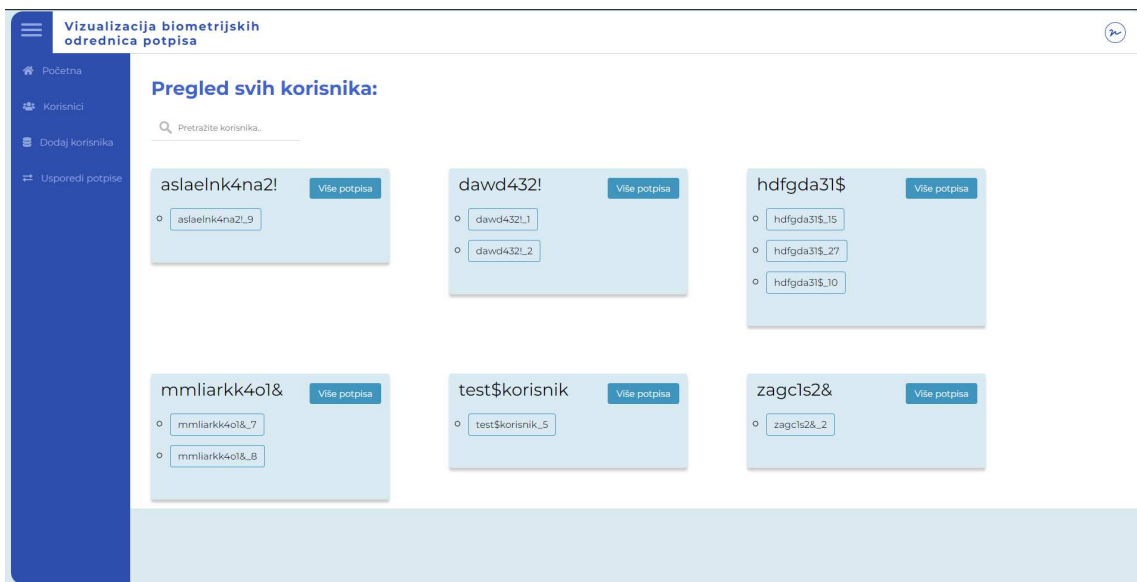 Vizualizacija biometrijskih
odrednica potpisa
Početna
Korisnici
Dodaj korisnika
Usporedi potpise
Pregled svih korisnika:
Pretražite korisnika..
aslaelnk4na2!
Više potpisa
aslaelnk4na2!_9
dawd432!
Više potpisa
dawd432!_1
dawd432!_2
hdfgda31$
Više potpisa
hdfgda31$_15
hdfgda31$_27
hdfgda31$_10
mmliarkk4o1&
Više potpisa
mmliarkk4o1&_7
mmliarkk4o1&_8
test$korisnik
Više potpisa
test$korisnik_5
zagc1s2&
Više potpisa
zagc1s2&_2